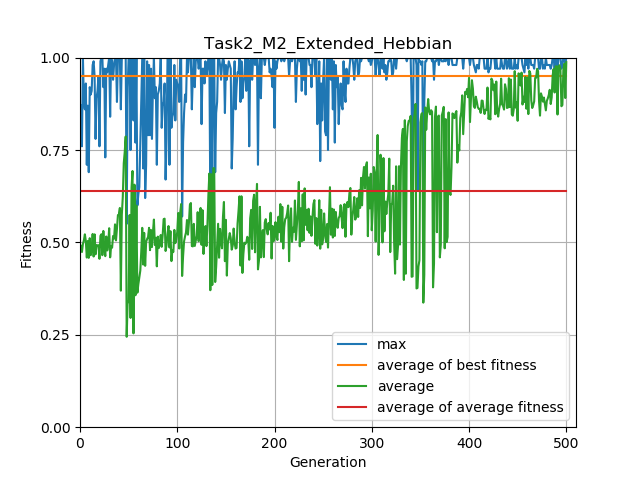 Task2_M2_Extended_Hebbian
1.00
0.75
0.50
0.25
0.00
Fitness
0
100
200
300
400
500
Generation
max
average of best fitness
average
average of average fitness